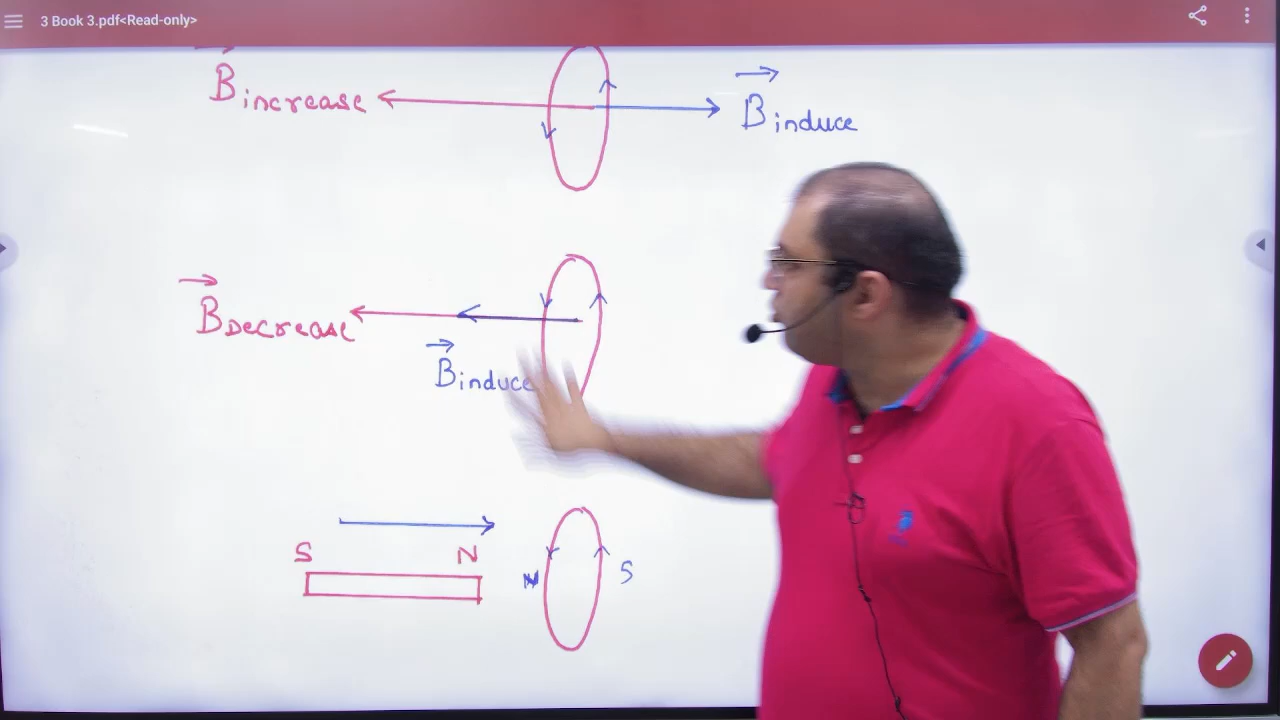 3 Book 3.pdf<Read-only>
B increase
B induce
B Decrease
B induce
S N
N S